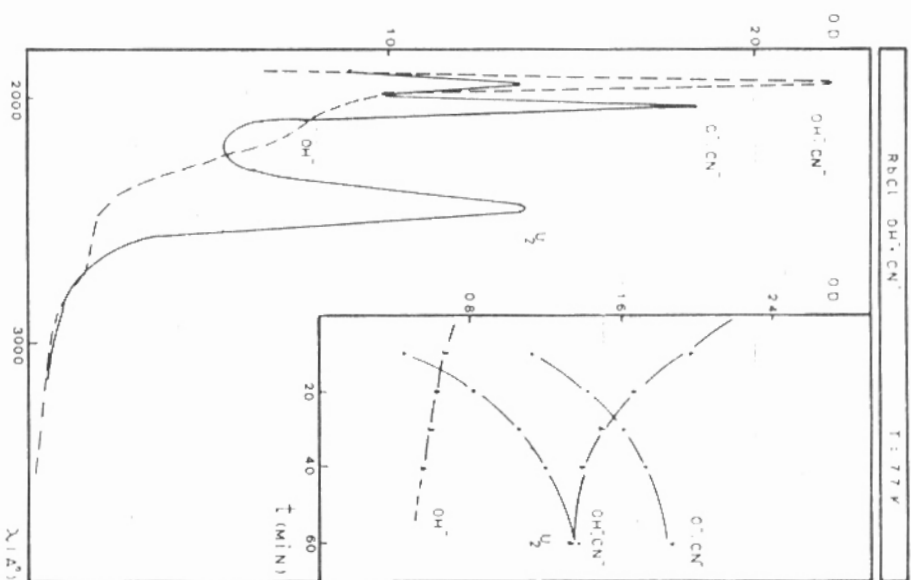 RbCl OH⁻+CN⁻ T: 77 K
O.D
2.0
1.0
OH⁻:CN⁻
O⁻:CN⁻
OH⁻
U₂
2000
3000
λ (A°)
O.D
2.4
1.6
0.8
20
40
60
t (MIN)
O⁻:CN⁻
OH⁻:CN⁻
U₂
OH⁻